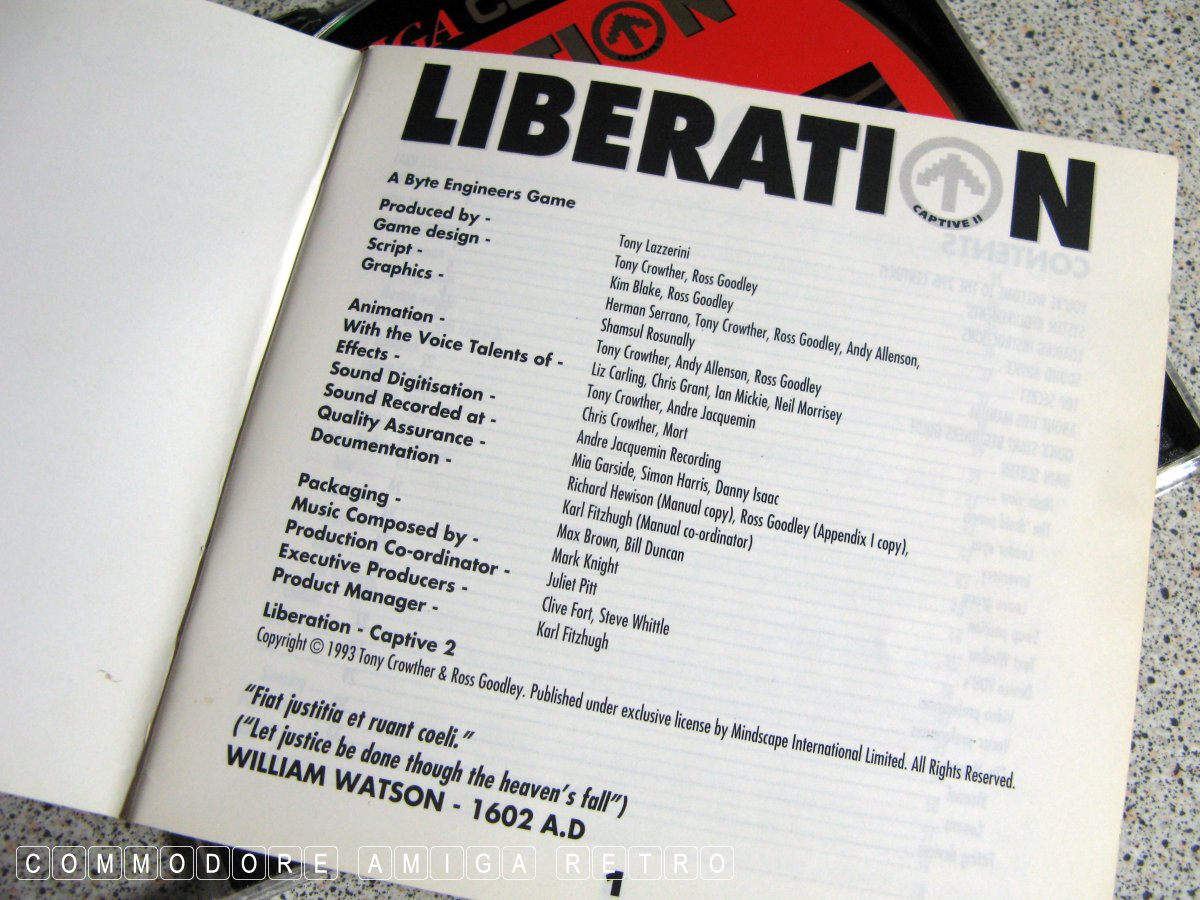 IGA CL
TION
LIBERATION
CAPTIVE II
A Byte Engineers Game
Produced by - Tony Lazzerini
Game design - Tony Crowther, Ross Goodley
Script - Kim Blake, Ross Goodley
Graphics - Herman Serrano, Tony Crowther, Ross Goodley, Andy Allenson,
Shamsul Rosunally
Animation - Tony Crowther, Andy Allenson, Ross Goodley
With the Voice Talents of - Liz Carling, Chris Grant, Ian Mickie, Neil Morrisey
Effects - Tony Crowther, Andre Jacquemin
Sound Digitisation - Chris Crowther, Mort
Sound Recorded at - Andre Jacquemin Recording
Quality Assurance - Mia Garside, Simon Harris, Danny Isaac
Documentation - Richard Hewison (Manual copy), Ross Goodley (Appendix I copy),
Karl Fitzhugh (Manual co-ordinator)
Packaging - Max Brown, Bill Duncan
Music Composed by - Mark Knight
Production Co-ordinator - Juliet Pitt
Executive Producers - Clive Fort, Steve Whittle
Product Manager - Karl Fitzhugh
Liberation - Captive 2
Copyright © 1993 Tony Crowther & Ross Goodley. Published under exclusive license by Mindscape International Limited. All Rights Reserved.
"Fiat justitia et ruant coeli."
("Let justice be done though the heaven's fall")
WILLIAM WATSON - 1602 A.D
1
COMMODORE AMIGA RETRO